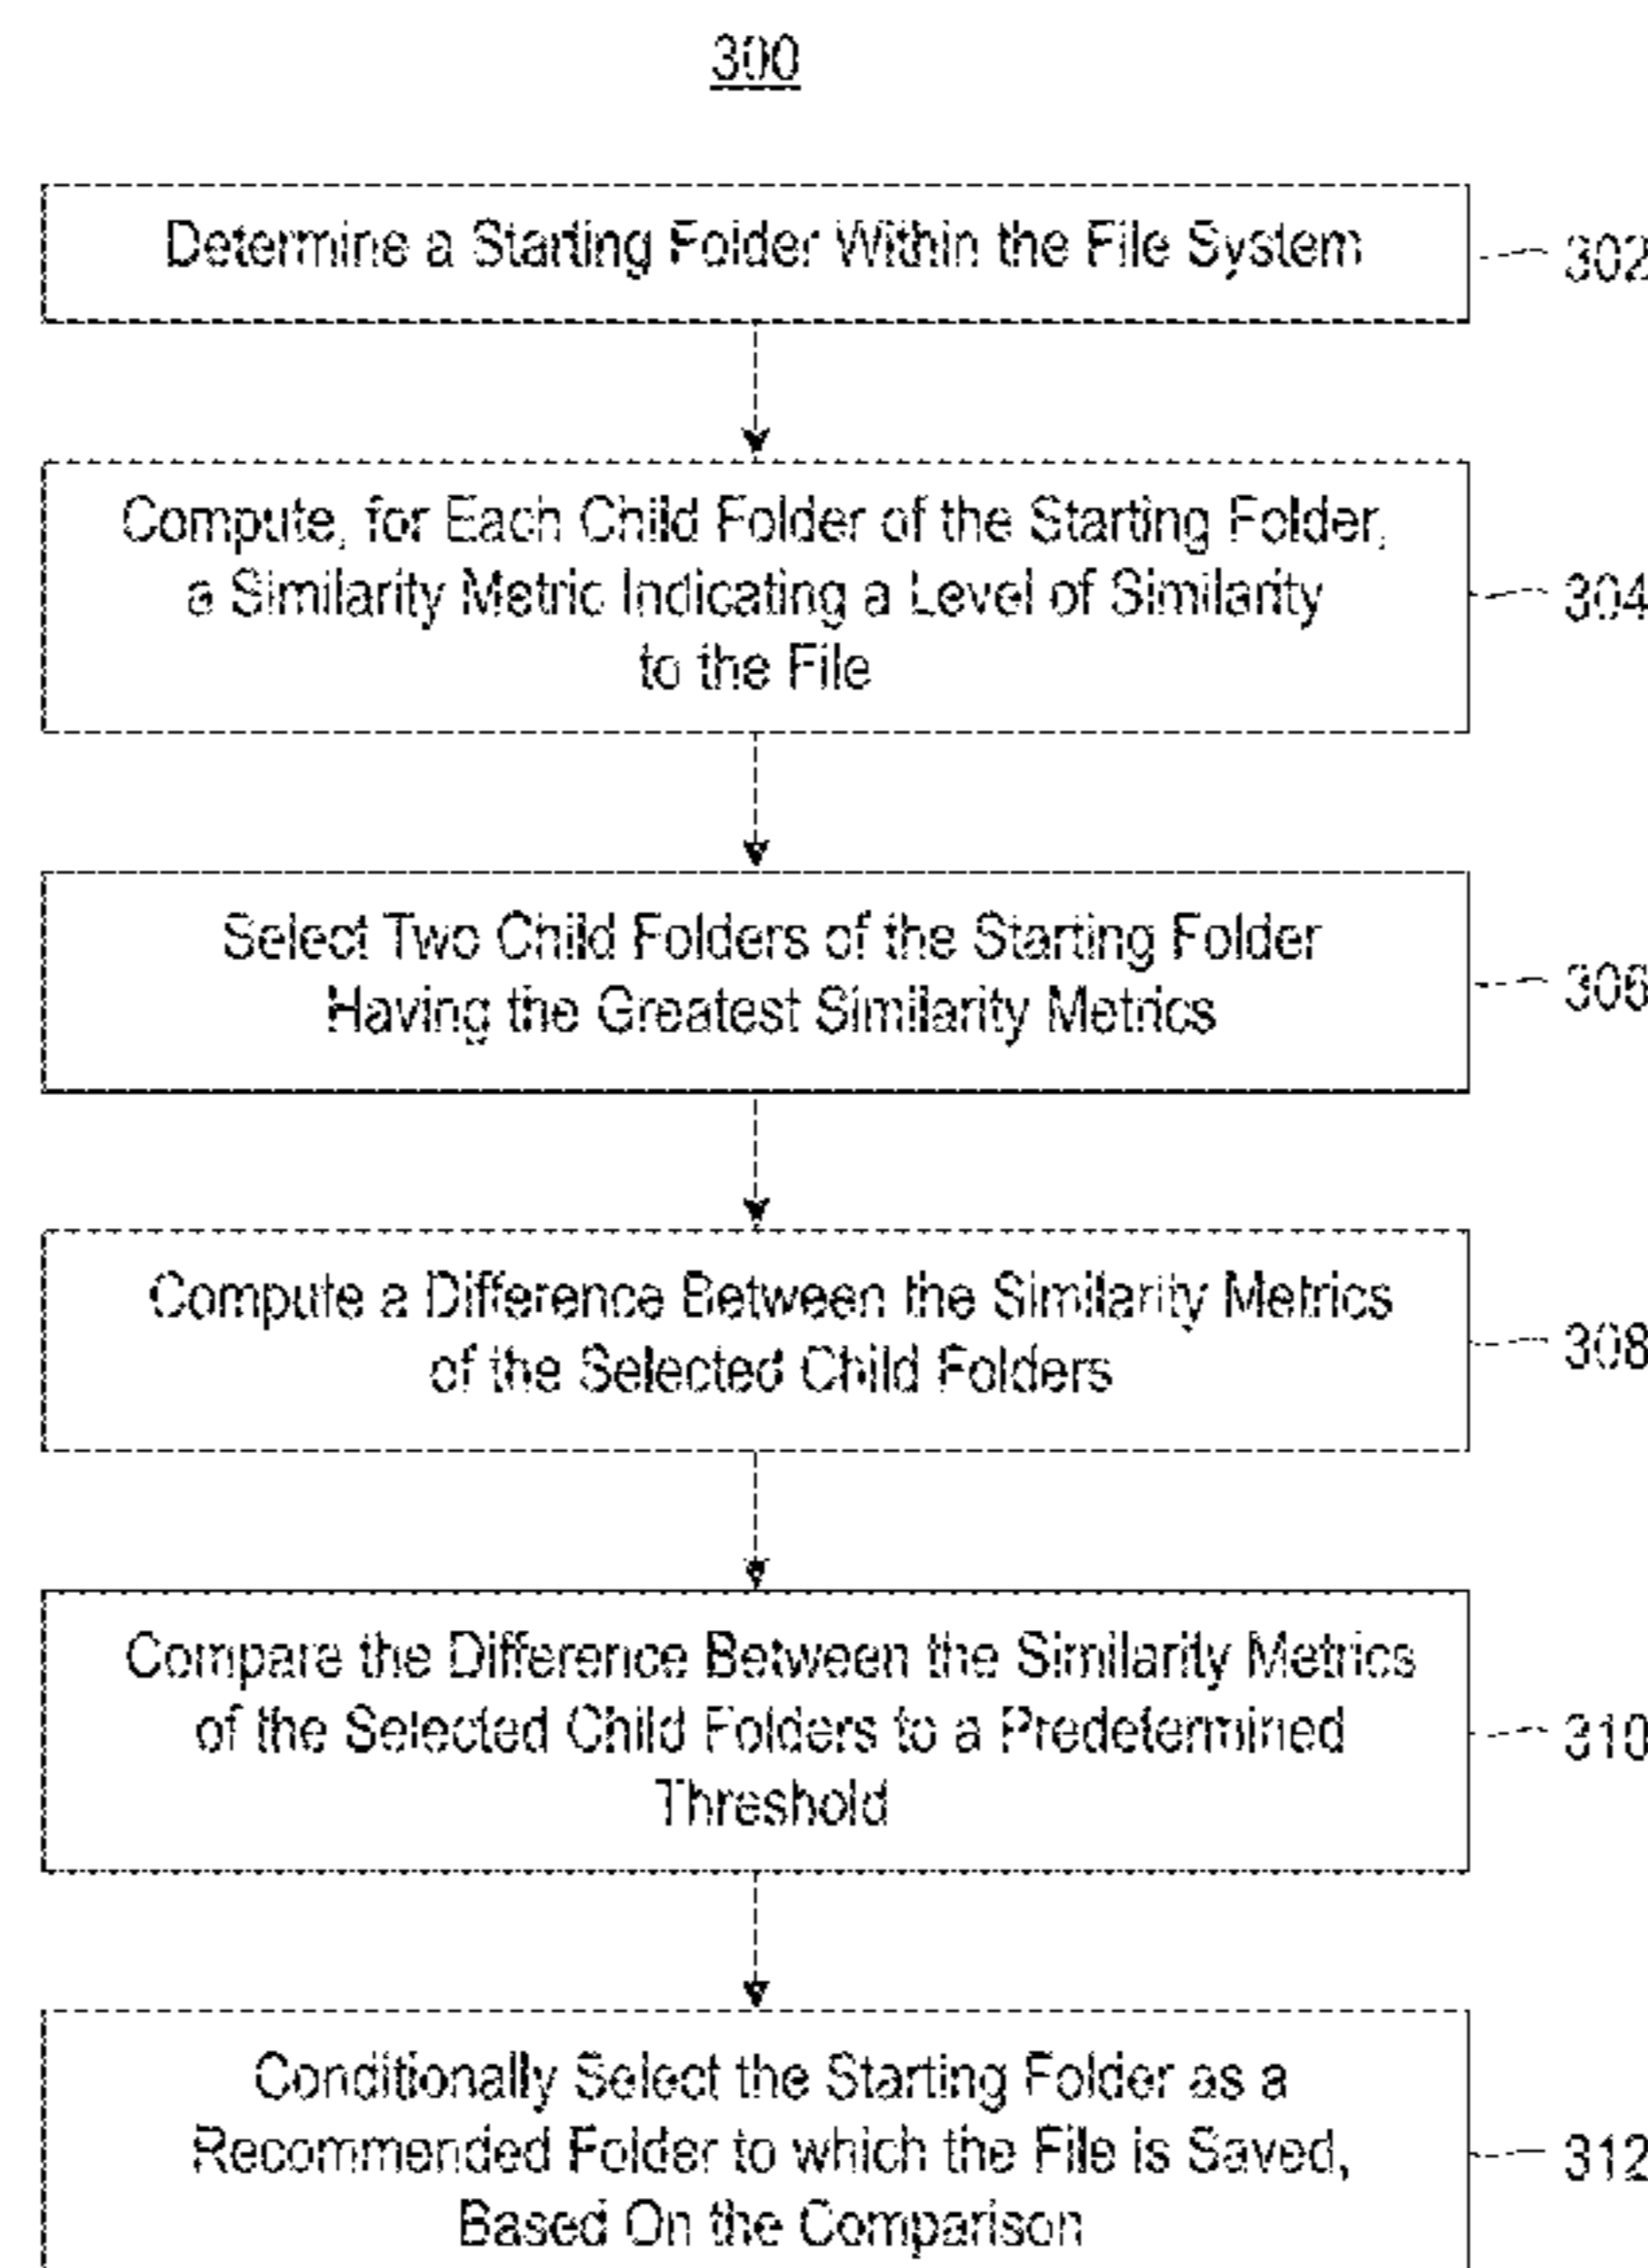 300
Determine a Starting Folder Within the File System
302
Compute, for Each Child Folder of the Starting Folder,
a Similarity Metric Indicating a Level of Similarity
to the File
304
Select Two Child Folders of the Starting Folder
Having the Greatest Similarity Metrics
306
Compute a Difference Between the Similarity Metrics
of the Selected Child Folders
308
Compare the Difference Between the Similarity Metrics
of the Selected Child Folders to a Predetermined
Threshold
310
Conditionally Select the Starting Folder as a
Recommended Folder to which the File is Saved,
Based On the Comparison
312